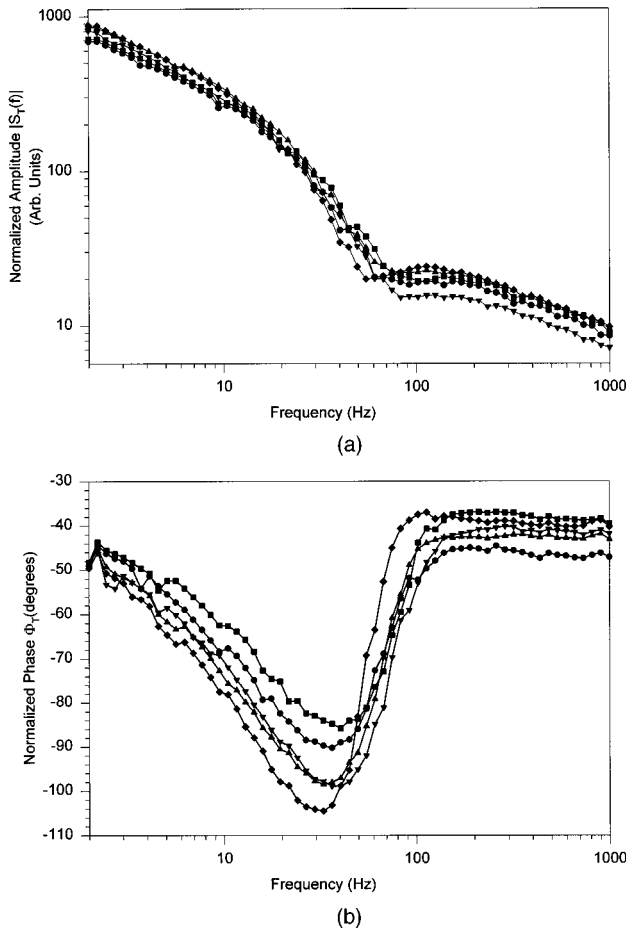 1000
100
10
Normalized Amplitude |S_T(f)|
(Arb. Units)
10
100
1000
Frequency (Hz)
(a)
-30
-40
-50
-60
-70
-80
-90
-100
-110
Normalized Phase Φ_T(degrees)
10
100
1000
Frequency (Hz)
(b)